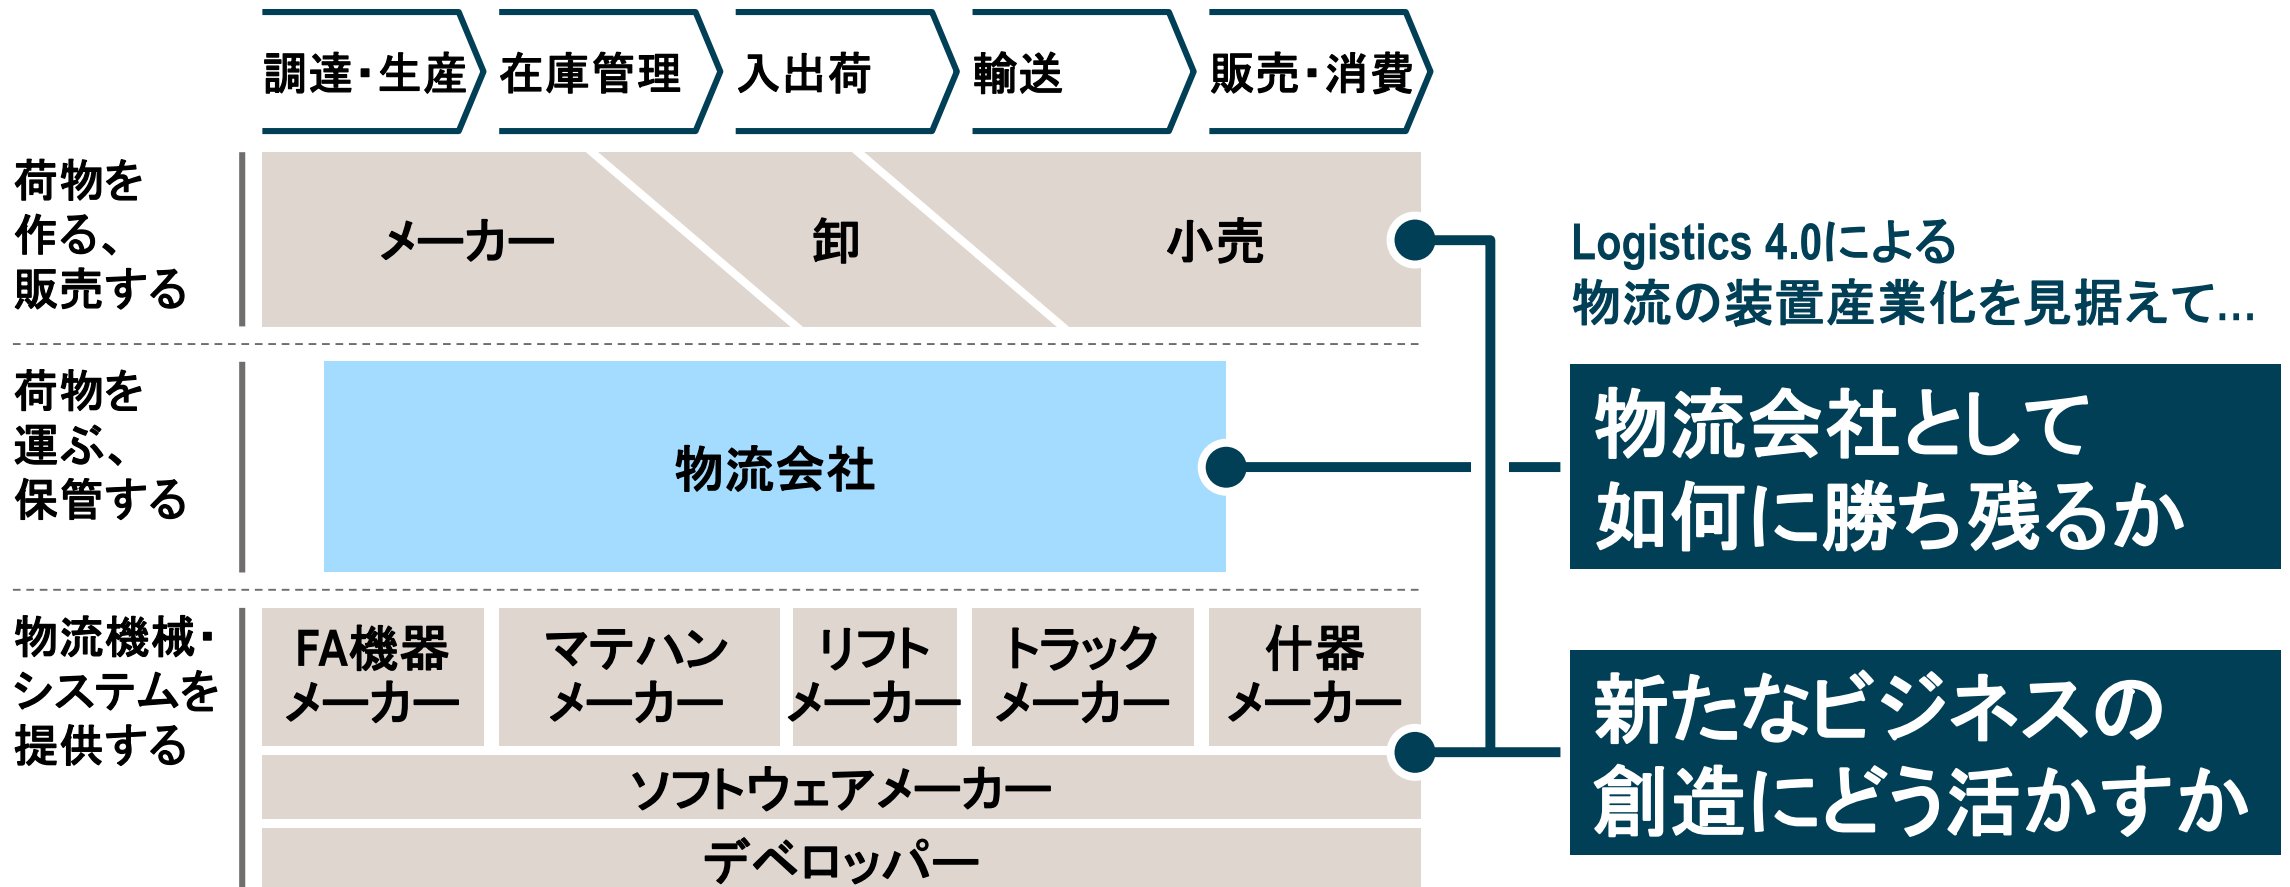 調達・生産
在庫管理
入出荷
輸送
販売・消費
荷物を
作る、
販売する
メーカー
卸
小売
Logistics 4.0による
物流の装置産業化を見据えて...
荷物を
運ぶ、
保管する
物流会社
物流会社として
如何に勝ち残るか
物流機械・
システムを
提供する
FA機器
メーカー
マテハン
メーカー
リフト
メーカー
トラック
メーカー
什器
メーカー
ソフトウェアメーカー
デベロッパー
新たなビジネスの
創造にどう活かすか